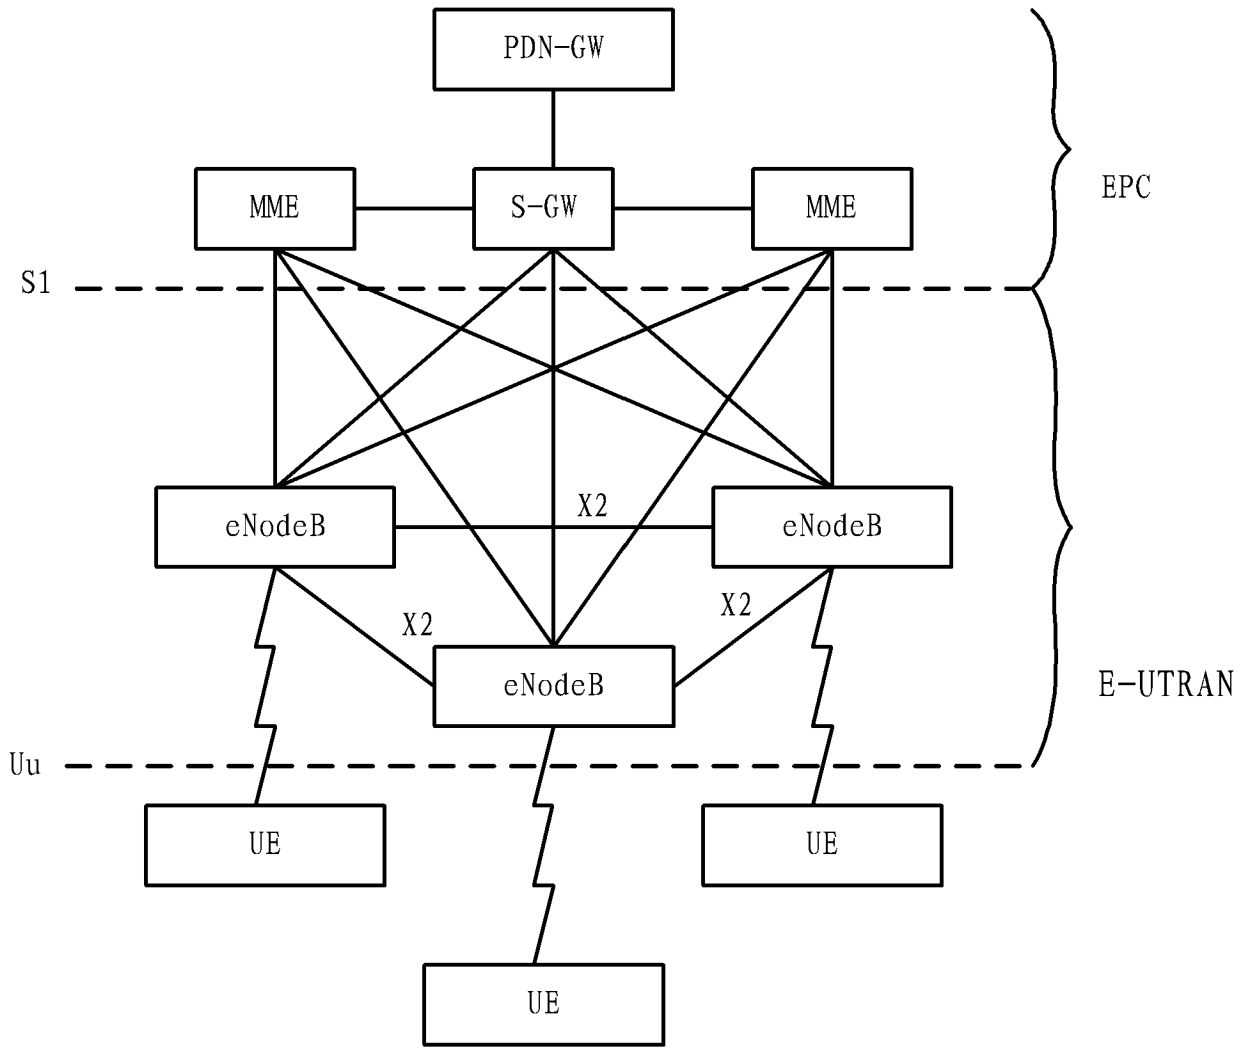 PDN-GW
MME
S-GW
MME
EPC
S1
eNodeB
X2
eNodeB
X2
X2
eNodeB
E-UTRAN
Uu
UE
UE
UE